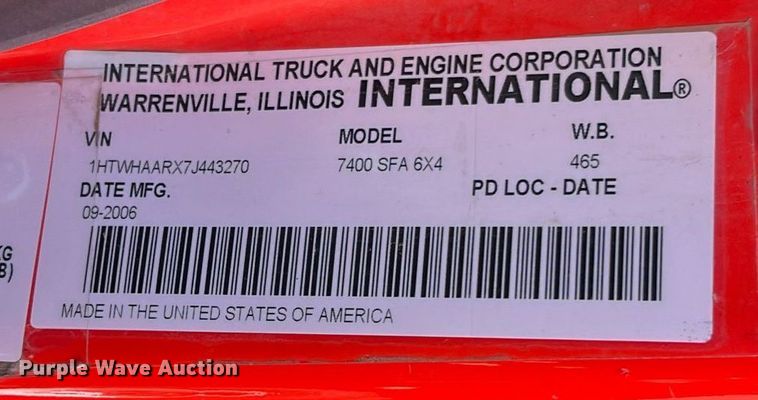 INTERNATIONAL TRUCK AND ENGINE CORPORATION
WARRENVILLE, ILLINOIS INTERNATIONAL®
VIN MODEL W.B.
1HTWHAARX7J443270 7400 SFA 6X4 465
DATE MFG. PD LOC - DATE
09-2006
KG
B)
MADE IN THE UNITED STATES OF AMERICA
Purple Wave Auction